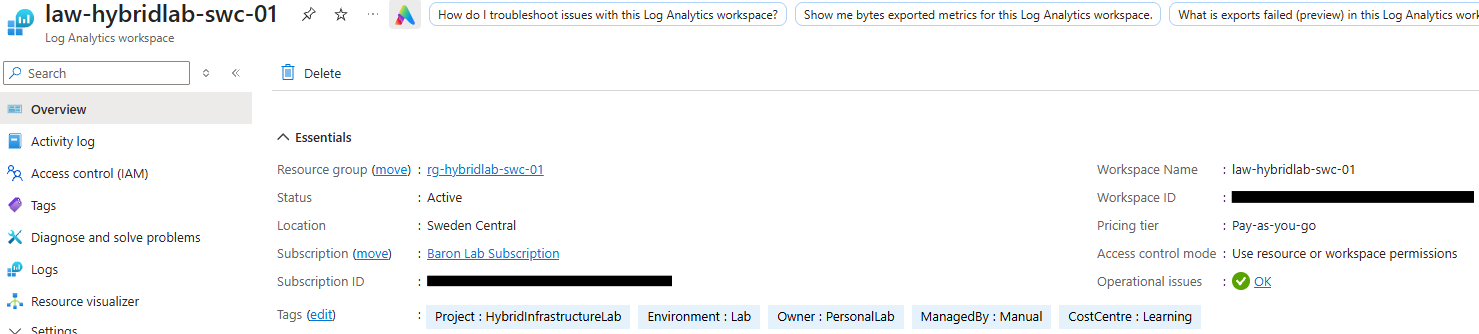 law-hybridlab-swc-01
Log Analytics workspace
How do I troubleshoot issues with this Log Analytics workspace?
Show me bytes exported metrics for this Log Analytics workspace.
What is exports failed (preview) in this Log Analytics
Search
Overview
Activity log
Access control (IAM)
Tags
Diagnose and solve problems
Logs
Resource visualizer
Settings
Delete
Essentials
Resource group (move) : rg-hybridlab-swc-01
Status : Active
Location : Sweden Central
Subscription (move) : Baron Lab Subscription
Subscription ID :
Tags (edit) : Project : HybridInfrastructureLab Environment : Lab Owner : PersonalLab ManagedBy : Manual CostCentre : Learning
Workspace Name : law-hybridlab-swc-01
Workspace ID :
Pricing tier : Pay-as-you-go
Access control mode : Use resource or workspace permissions
Operational issues : OK